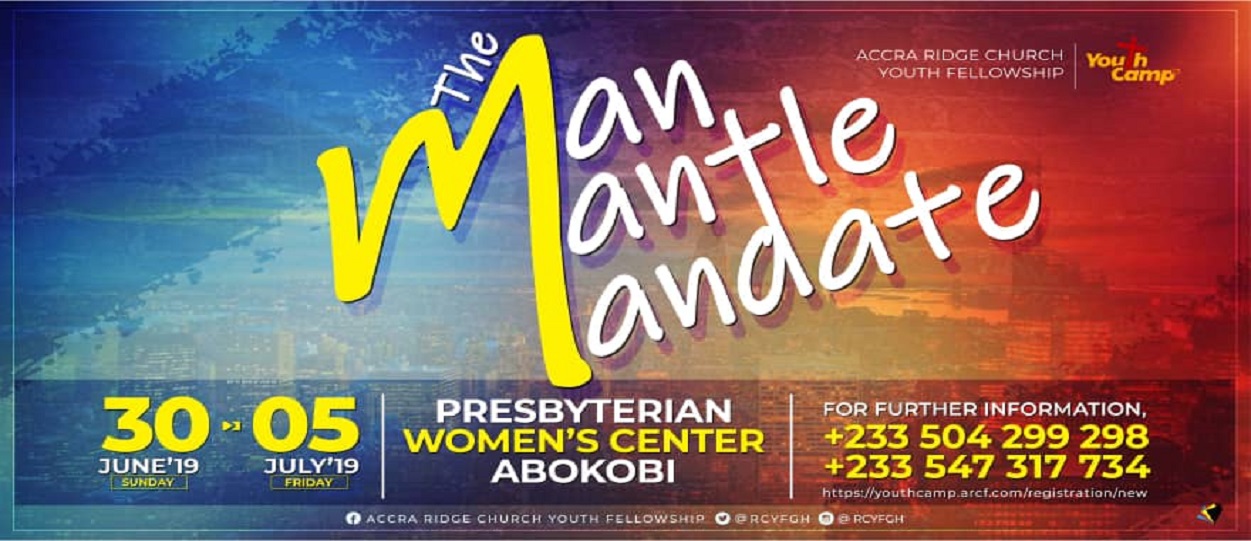 ACCRA RIDGE CHURCH
YOUTH FELLOWSHIP
Youth
Camp
The
Man
Mantle
Mandate
30 05
JUNE'19 JULY'19
SUNDAY FRIDAY
PRESBYTERIAN
WOMEN'S CENTER
ABOKOBI
FOR FURTHER INFORMATION,
+233 504 299 298
+233 547 317 734
https://youthcamp.arcf.com/registration/new
ACCRA RIDGE CHURCH YOUTH FELLOWSHIP @RCYFGH @RCYFGH